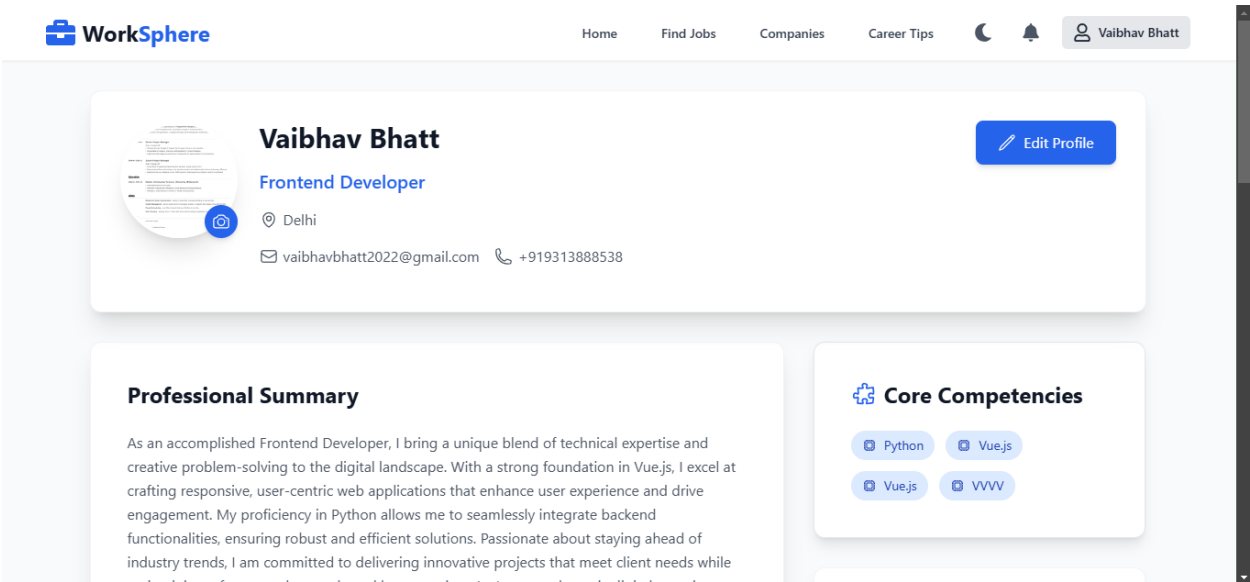 WorkSphere
Home Find Jobs Companies Career Tips Vaibhav Bhatt
Vaibhav Bhatt
Edit Profile
Frontend Developer
Delhi
vaibhavbhatt2022@gmail.com +919313888538
Professional Summary
As an accomplished Frontend Developer, I bring a unique blend of technical expertise and
creative problem-solving to the digital landscape. With a strong foundation in Vue.js, I excel at
crafting responsive, user-centric web applications that enhance user experience and drive
engagement. My proficiency in Python allows me to seamlessly integrate backend
functionalities, ensuring robust and efficient solutions. Passionate about staying ahead of
industry trends, I am committed to delivering innovative projects that meet client needs while
Core Competencies
Python Vue.js
Vue.js VVVV